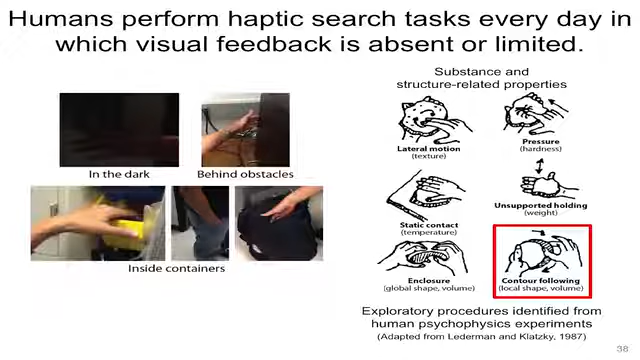 Humans perform haptic search tasks every day in
which visual feedback is absent or limited.
In the dark
Behind obstacles
Inside containers
Substance and
structure-related properties
Lateral motion
(texture)
Pressure
(hardness)
Static contact
(temperature)
Unsupported holding
(weight)
Enclosure
(global shape, volume)
Contour following
(local shape, volume)
Exploratory procedures identified from
human psychophysics experiments
(Adapted from Lederman and Klatzky, 1987)
38